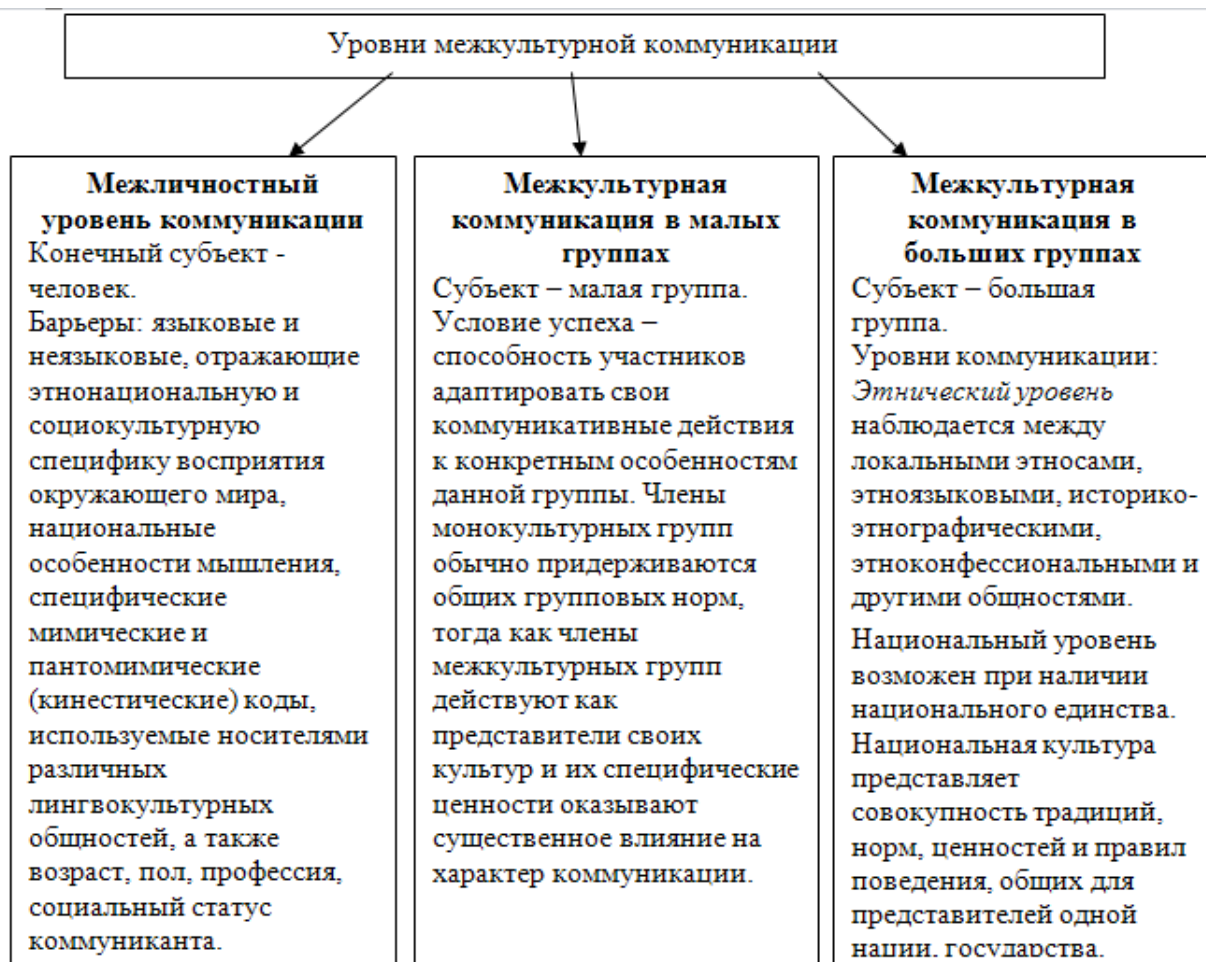 Уровни межкультурной коммуникации
Межличностный
уровень коммуникации
Конечный субъект -
человек.
Барьеры: языковые и
неязыковые, отражающие
этнонациональную и
социокультурную
специфику восприятия
окружающего мира,
национальные
особенности мышления,
специфические
мимические и
пантомимические
(кинестические) коды,
используемые носителями
различных
лингвокультурных
общностей, а также
возраст, пол, профессия,
социальный статус
коммуниканта.
Межкультурная
коммуникация в малых
группах
Субъект – малая группа.
Условие успеха –
способность участников
адаптировать свои
коммуникативные действия
к конкретным особенностям
данной группы. Члены
монокультурных групп
обычно придерживаются
общих групповых норм,
тогда как члены
межкультурных групп
действуют как
представители своих
культур и их специфические
ценности оказывают
существенное влияние на
характер коммуникации.
Межкультурная
коммуникация в
больших группах
Субъект – большая
группа.
Уровни коммуникации:
Этнический уровень
наблюдается между
локальными этносами,
этноязыковыми, историко-
этнографическими,
этноконфессиональными и
другими общностями.
Национальный уровень
возможен при наличии
национального единства.
Национальная культура
представляет
совокупность традиций,
норм, ценностей и правил
поведения, общих для
представителей одной
нации, государства.